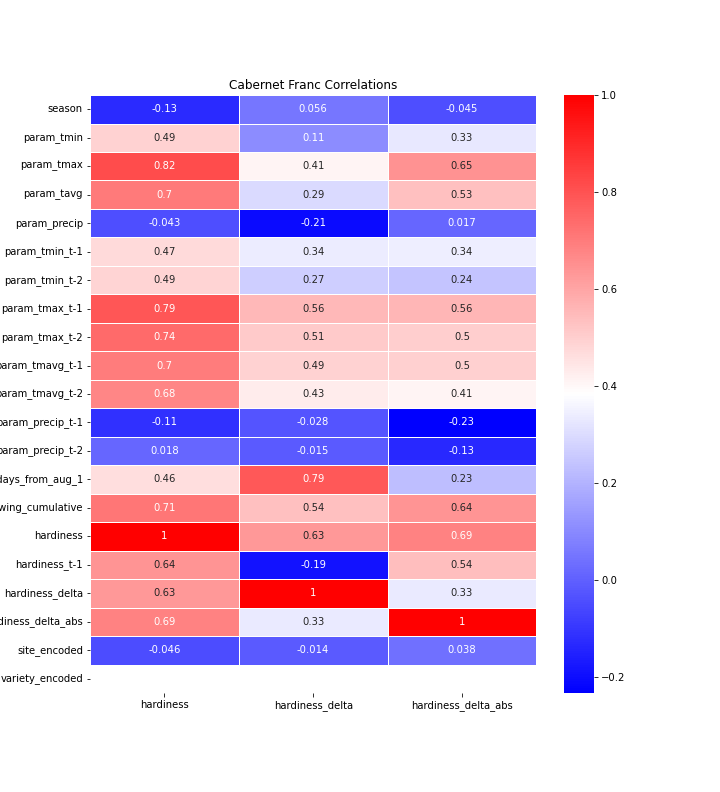 Cabernet Franc Correlations
season -0.13 0.056 -0.045
param_tmin 0.49 0.11 0.33
param_tmax 0.82 0.41 0.65
param_tavg 0.7 0.29 0.53
param_precip -0.043 -0.21 0.017
param_tmin_t-1 0.47 0.34 0.34
param_tmin_t-2 0.49 0.27 0.24
param_tmax_t-1 0.79 0.56 0.56
param_tmax_t-2 0.74 0.51 0.5
param_tmavg_t-1 0.7 0.49 0.5
param_tmavg_t-2 0.68 0.43 0.41
param_precip_t-1 -0.11 -0.028 -0.23
param_precip_t-2 0.018 -0.015 -0.13
days_from_aug_1 0.46 0.79 0.23
wing_cumulative 0.71 0.54 0.64
hardiness 1 0.63 0.69
hardiness_t-1 0.64 -0.19 0.54
hardiness_delta 0.63 1 0.33
diness_delta_abs 0.69 0.33 1
site_encoded -0.046 -0.014 0.038
variety_encoded
hardiness hardiness_delta hardiness_delta_abs
1.0
0.8
0.6
0.4
0.2
0.0
−0.2